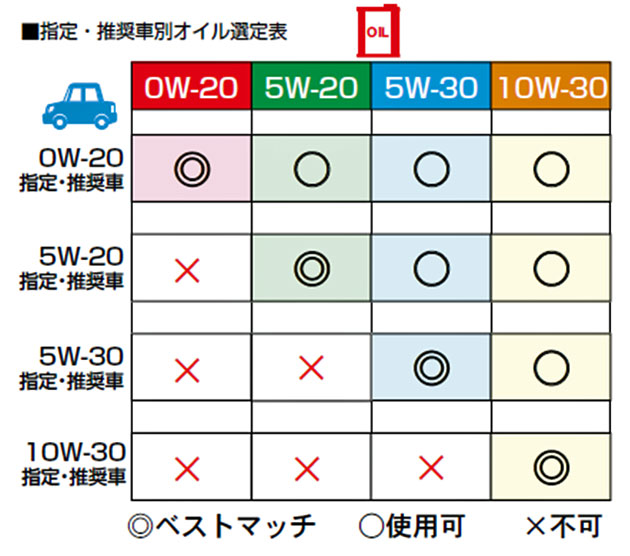 ■指定・推奨車別オイル選定表
OIL
0W-20 5W-20 5W-30 10W-30
0W-20 ◎ ○ ○ ○
指定・推奨車
5W-20 × ◎ ○ ○
指定・推奨車
5W-30 × × ◎ ○
指定・推奨車
10W-30 × × × ◎
指定・推奨車
◎ベストマッチ ○使用可 ×不可